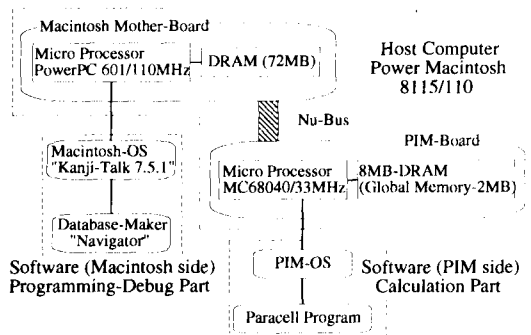 Macintosh Mother-Board
Micro Processor
PowerPC 601/110MHz
DRAM (72MB)
Host Computer
Power Macintosh
8115/110
Nu-Bus
PIM-Board
Macintosh-OS
"Kanji-Talk 7.5.1"
Micro Processor
MC68040/33MHz
8MB-DRAM
(Global Memory-2MB)
Database-Maker
"Navigator"
Software (Macintosh side)
Programming-Debug Part
PIM-OS
Software (PIM side)
Calculation Part
Paracell Program